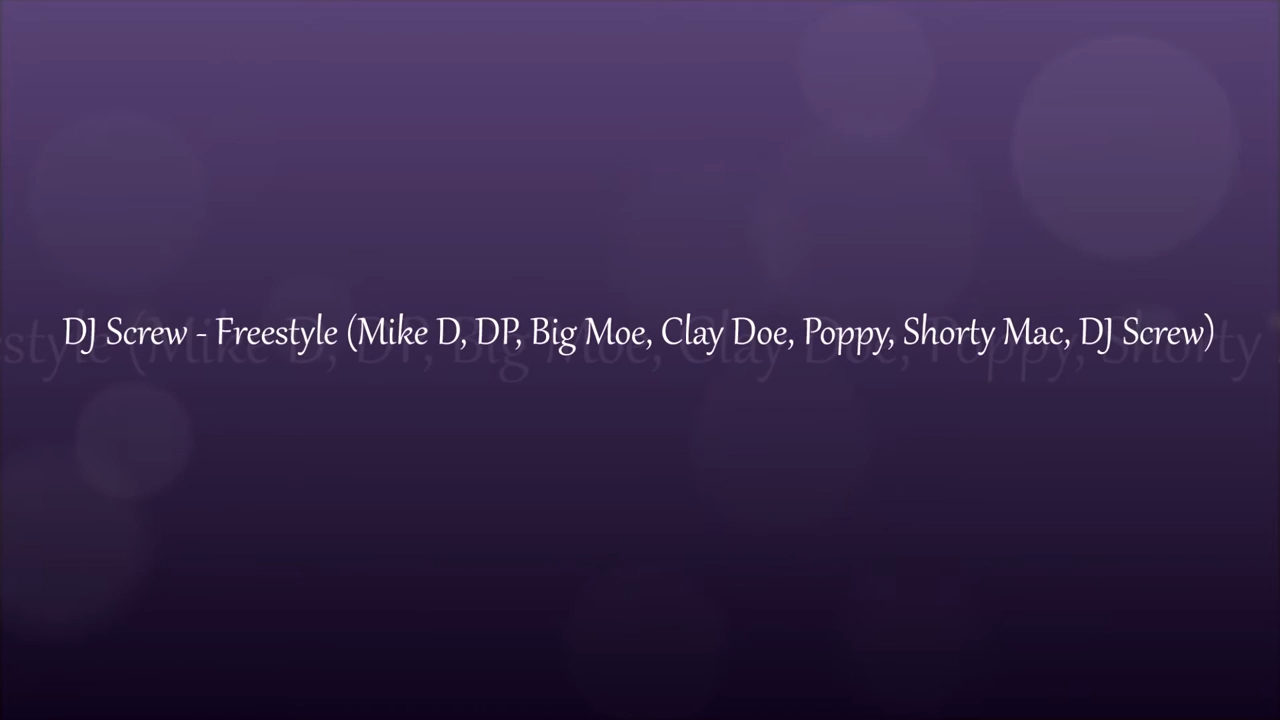 DJ Screw - Freestyle (Mike D, DP, Big Moe, Clay Doe, Poppy, Shorty Mac, DJ Screw)